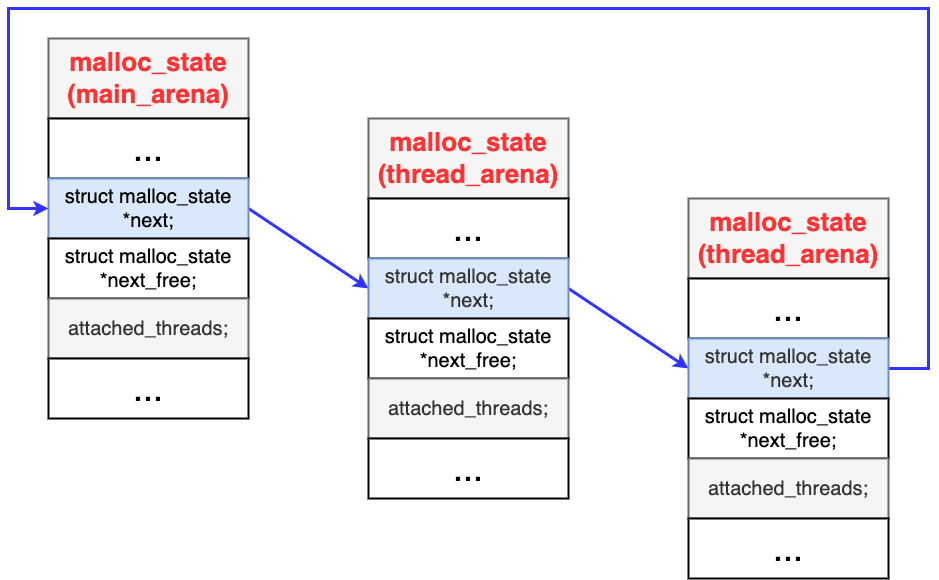 malloc_state
(main_arena)
...
struct malloc_state
*next;
struct malloc_state
*next_free;
attached_threads;
...
malloc_state
(thread_arena)
...
struct malloc_state
*next;
struct malloc_state
*next_free;
attached_threads;
...
malloc_state
(thread_arena)
...
struct malloc_state
*next;
struct malloc_state
*next_free;
attached_threads;
...